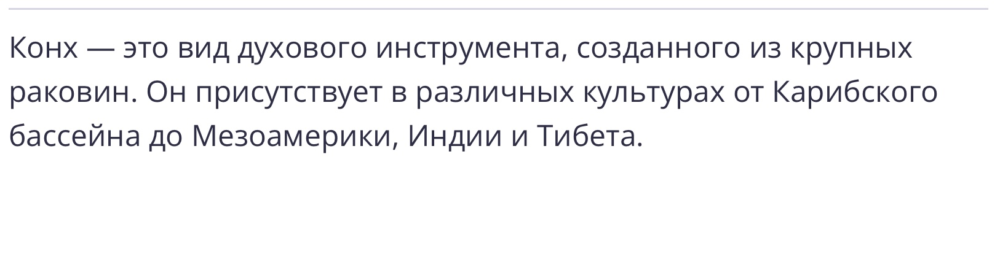 Конх — это вид духового инструмента, созданного из крупных
раковин. Он присутствует в различных культурах от Карибского
бассейна до Мезоамерики, Индии и Тибета.